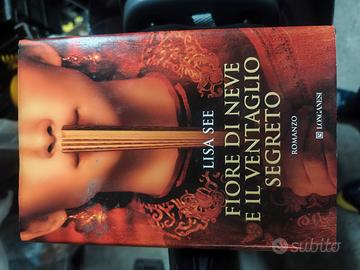 LISA SEE
FIORE DI NEVE
E IL VENTAGLIO
SEGRETO
ROMANZO
LONGANESI
subito